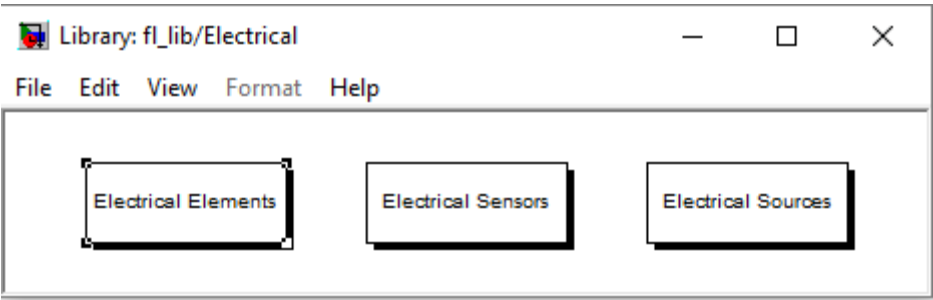 Library: fl_lib/Electrical
File Edit View Format Help
Electrical Elements Electrical Sensors Electrical Sources